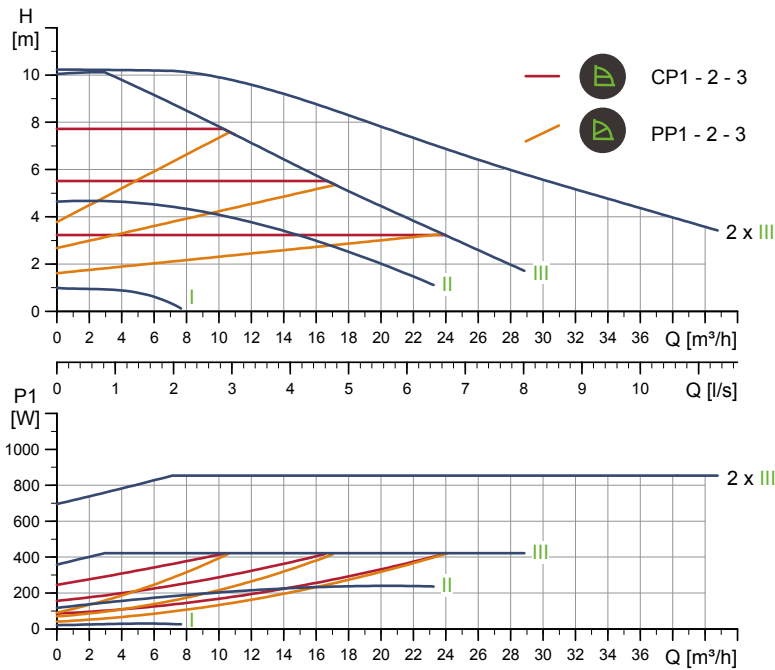 H
[m]
10
8
6
4
2
0
CP1 - 2 - 3
PP1 - 2 - 3
2 x III
III
II
I
0 2 4 6 8 10 12 14 16 18 20 22 24 26 28 30 32 34 36 Q [m³/h]
0 1 2 3 4 5 6 7 8 9 10 Q [l/s]
P1
[W]
1000
800
600
400
200
0
2 x III
III
II
I
0 2 4 6 8 10 12 14 16 18 20 22 24 26 28 30 32 34 36 Q [m³/h]